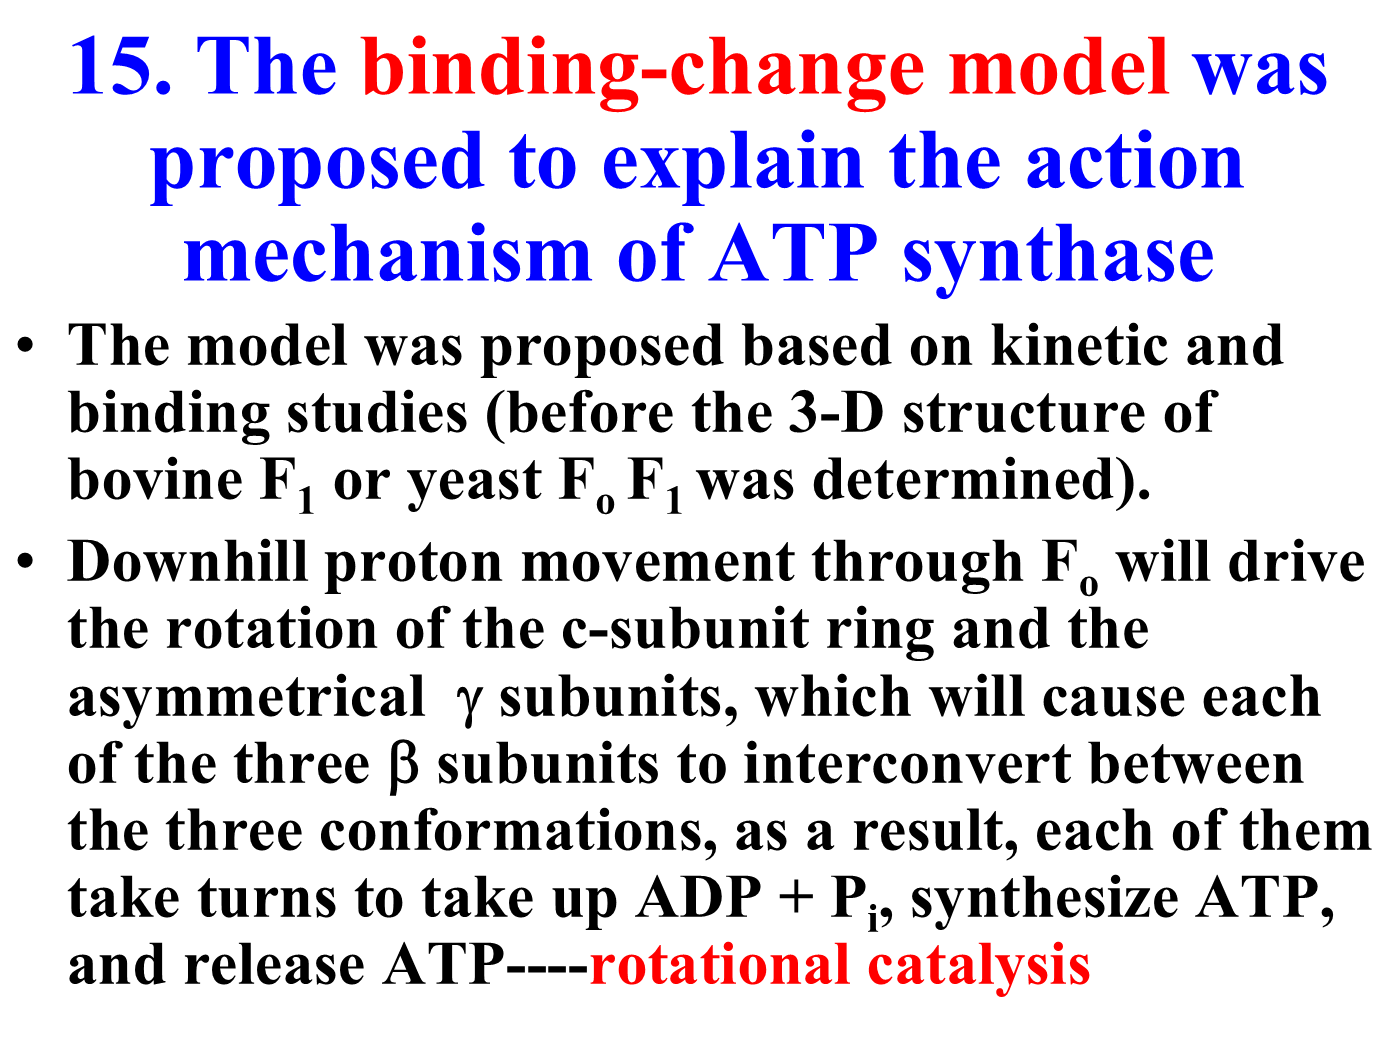 15. The binding-change model was
proposed to explain the action
mechanism of ATP synthase
• The model was proposed based on kinetic and
binding studies (before the 3-D structure of
bovine F₁ or yeast Fₒ F₁ was determined).
• Downhill proton movement through Fₒ will drive
the rotation of the c-subunit ring and the
asymmetrical γ subunits, which will cause each
of the three β subunits to interconvert between
the three conformations, as a result, each of them
take turns to take up ADP + Pᵢ, synthesize ATP,
and release ATP----rotational catalysis